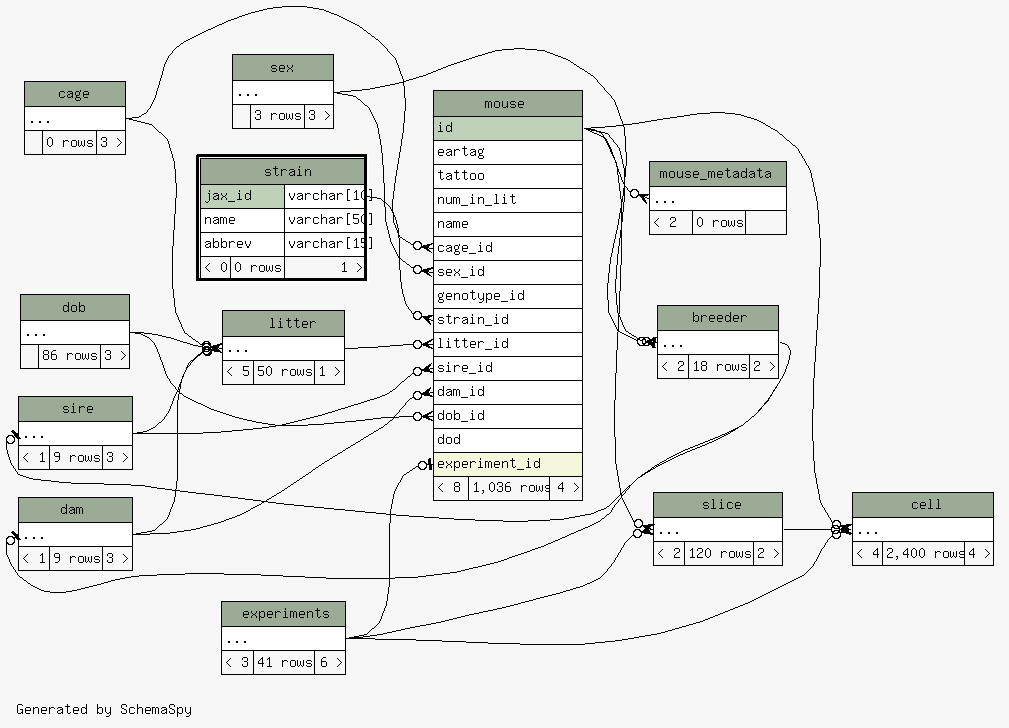 cage
...
0 rows 3 >
sex
...
3 rows 3 >
strain
jax_id varchar[10]
name varchar[50]
abbrev varchar[15]
< 0 0 rows 1 >
mouse
id
eartag
tattoo
num_in_lit
name
cage_id
sex_id
genotype_id
strain_id
litter_id
sire_id
dam_id
dob_id
dod
experiment_id
< 8 1,036 rows 4 >
mouse_metadata
...
< 2 0 rows
dob
...
86 rows 3 >
litter
...
< 5 50 rows 1 >
breeder
...
< 2 18 rows 2 >
sire
...
< 1 9 rows 3 >
dam
...
< 1 9 rows 3 >
slice
...
< 2 120 rows 2 >
cell
...
< 4 2,400 rows 4 >
experiments
...
< 3 41 rows 6 >
Generated by SchemaSpy